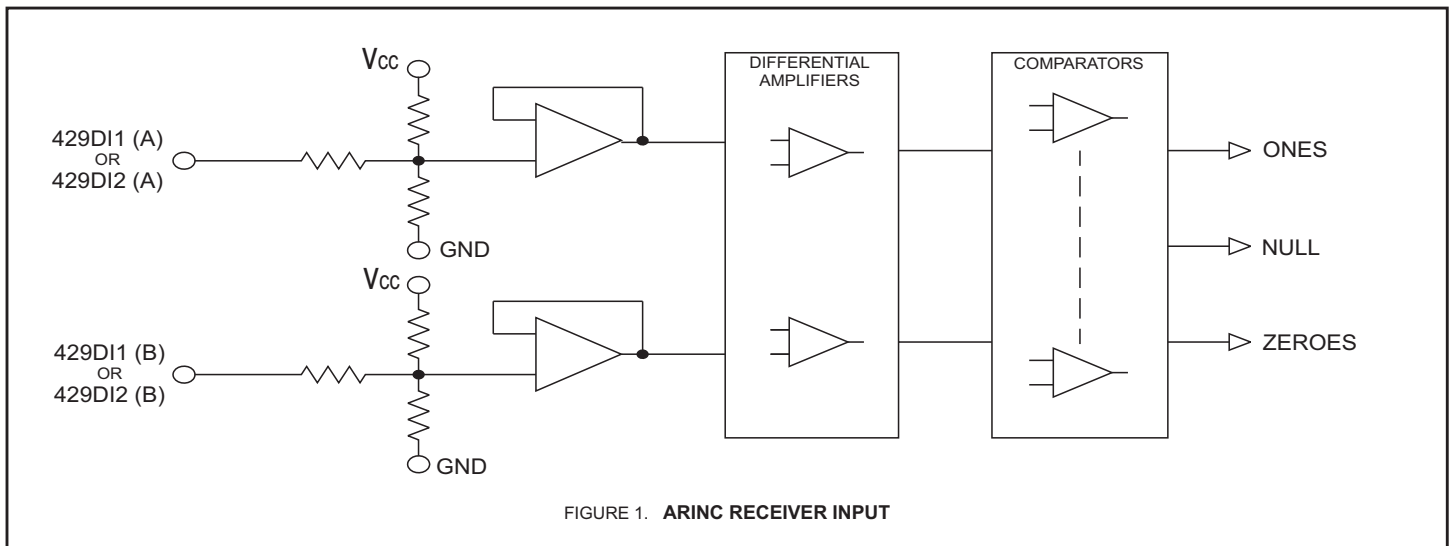 VCC
429DI1 (A)
OR
429DI2 (A)
GND
VCC
429DI1 (B)
OR
429DI2 (B)
GND
DIFFERENTIAL
AMPLIFIERS
COMPARATORS
ONES
NULL
ZEROES
FIGURE 1. ARINC RECEIVER INPUT